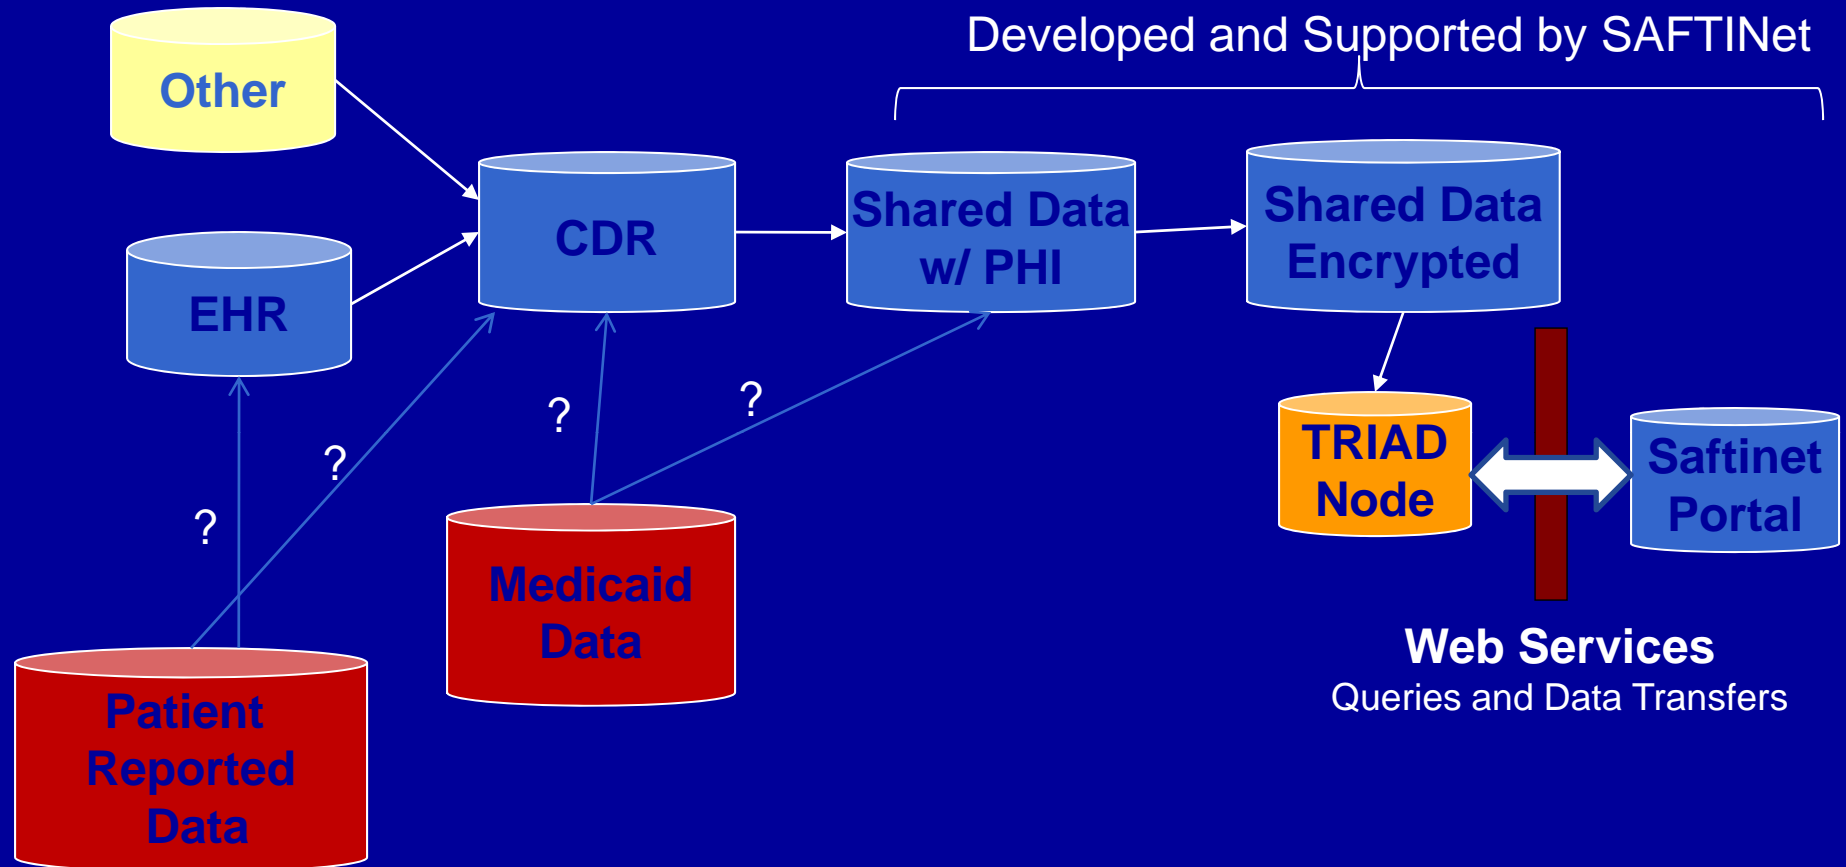 Developed and Supported by SAFTINet
Other
EHR
CDR
Shared Data
w/ PHI
Shared Data
Encrypted
?
?
?
?
TRIAD
Node
Saftinet
Portal
Medicaid
Data
Web Services
Queries and Data Transfers
Patient
Reported
Data